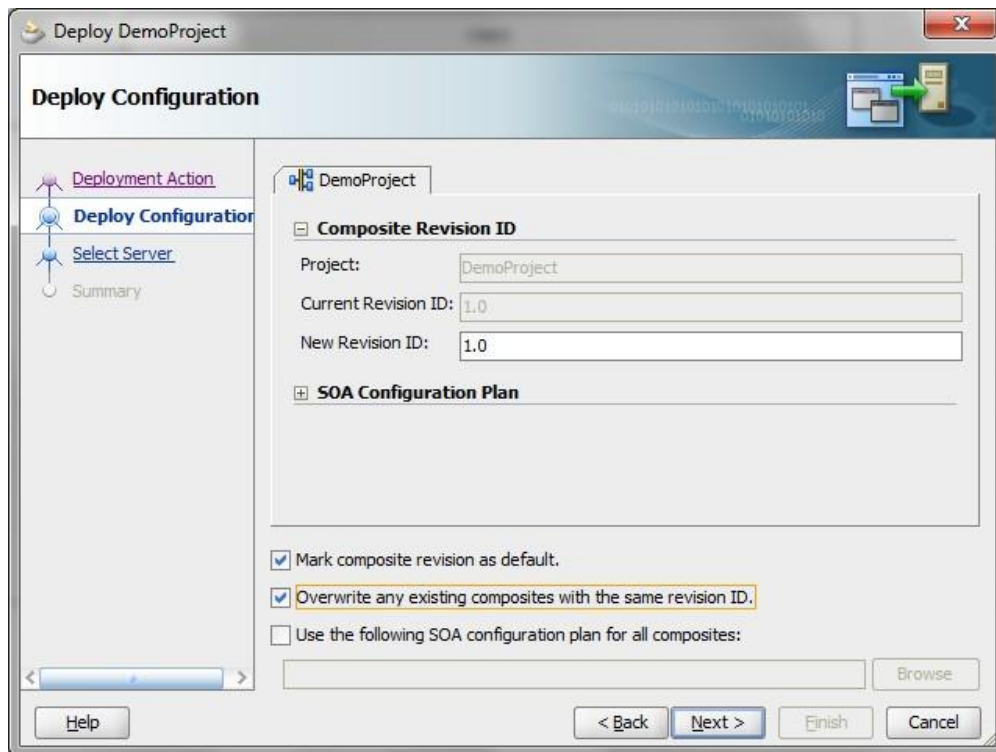 Deploy DemoProject
Deploy Configuration
Deployment Action
Deploy Configuration
Select Server
Summary
DemoProject
Composite Revision ID
Project: DemoProject
Current Revision ID: 1.0
New Revision ID: 1.0
SOA Configuration Plan
Mark composite revision as default.
Overwrite any existing composites with the same revision ID.
Use the following SOA configuration plan for all composites:
Browse
Help
< Back
Next >
Finish
Cancel